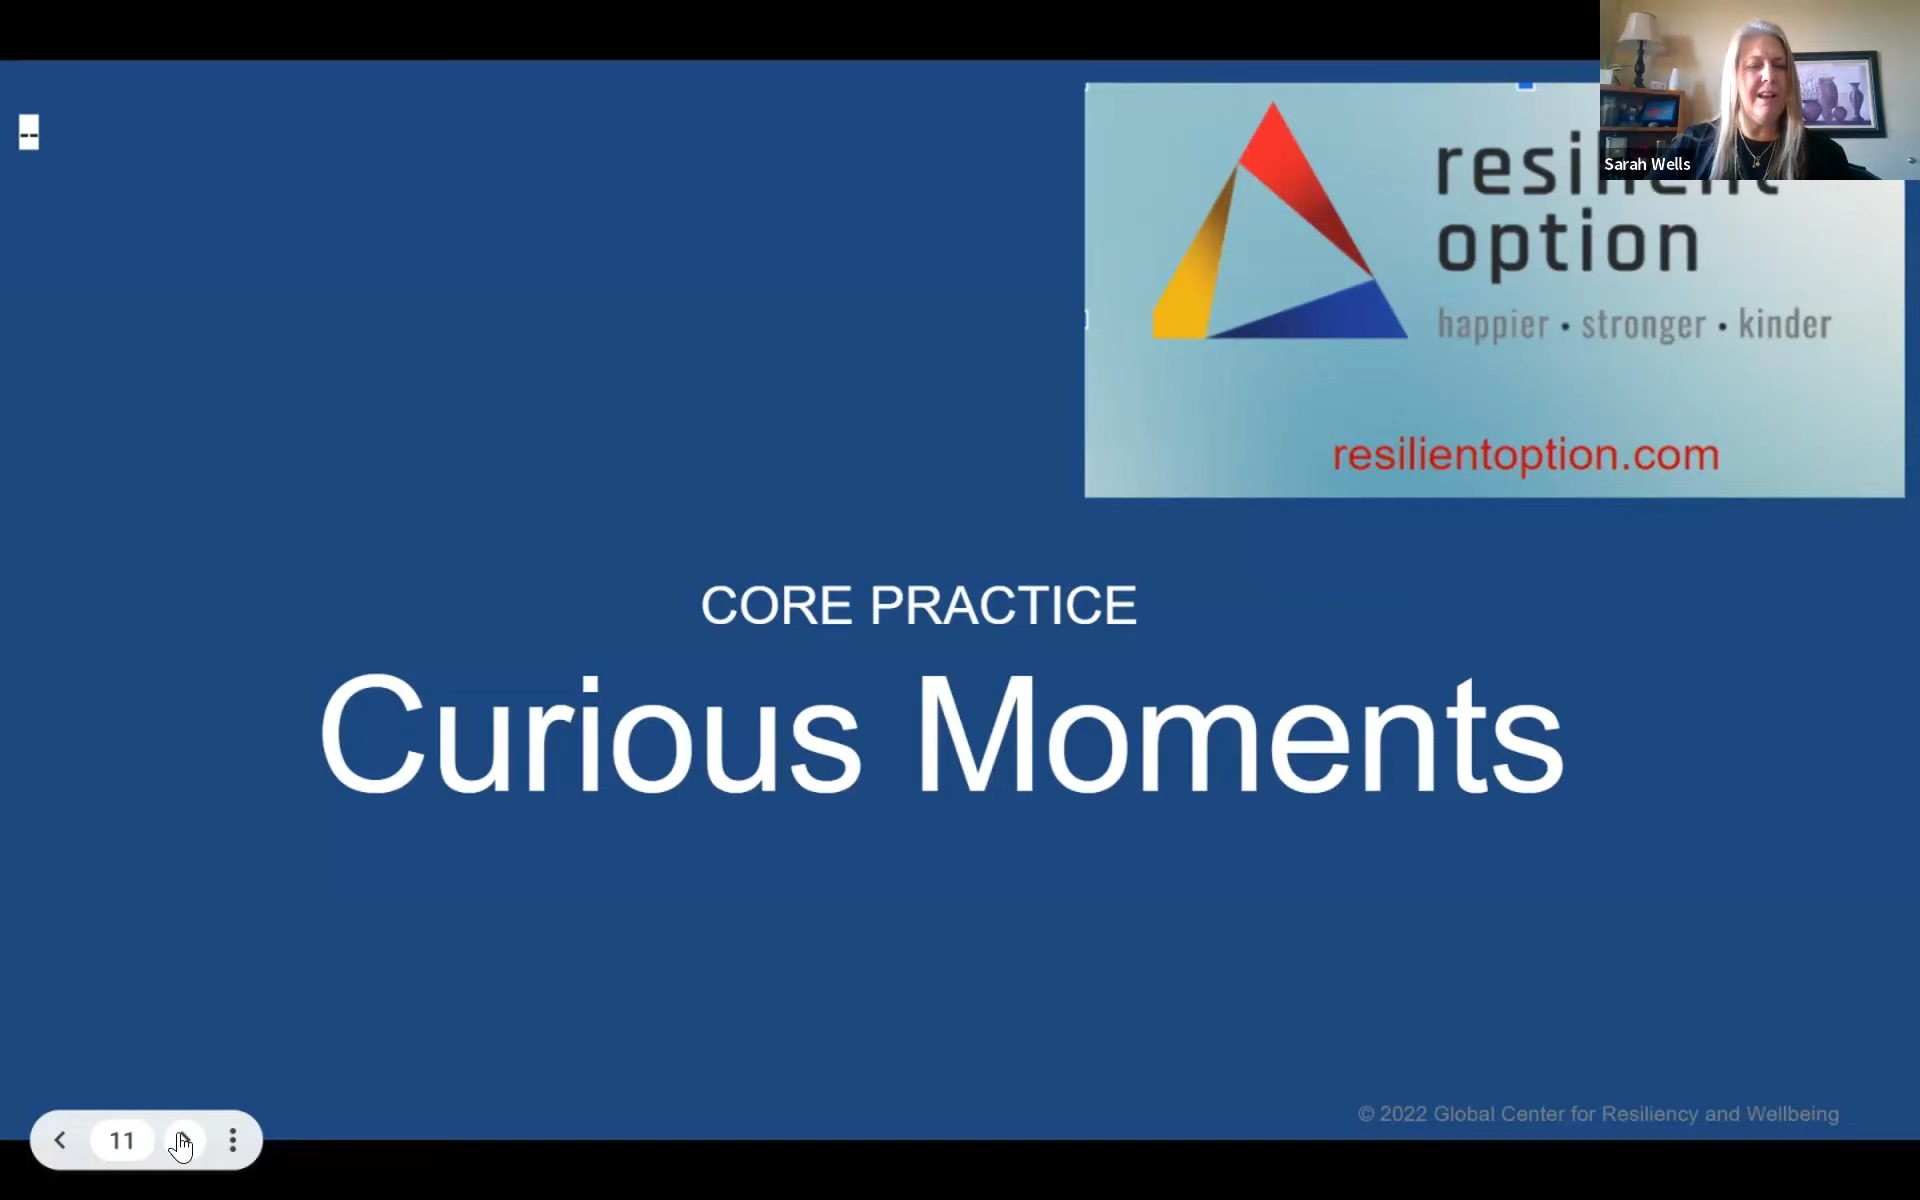 --
Sarah Wells
resilient
option
happier • stronger • kinder
resilientoption.com
CORE PRACTICE
Curious Moments
© 2022 Global Center for Resiliency and Wellbeing
11